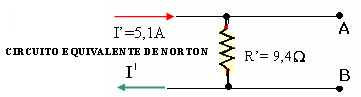 I'=5,1A
A
CIRCUITO EQUIVALENTE DE NORTON
R'= 9,4Ω
I'
B